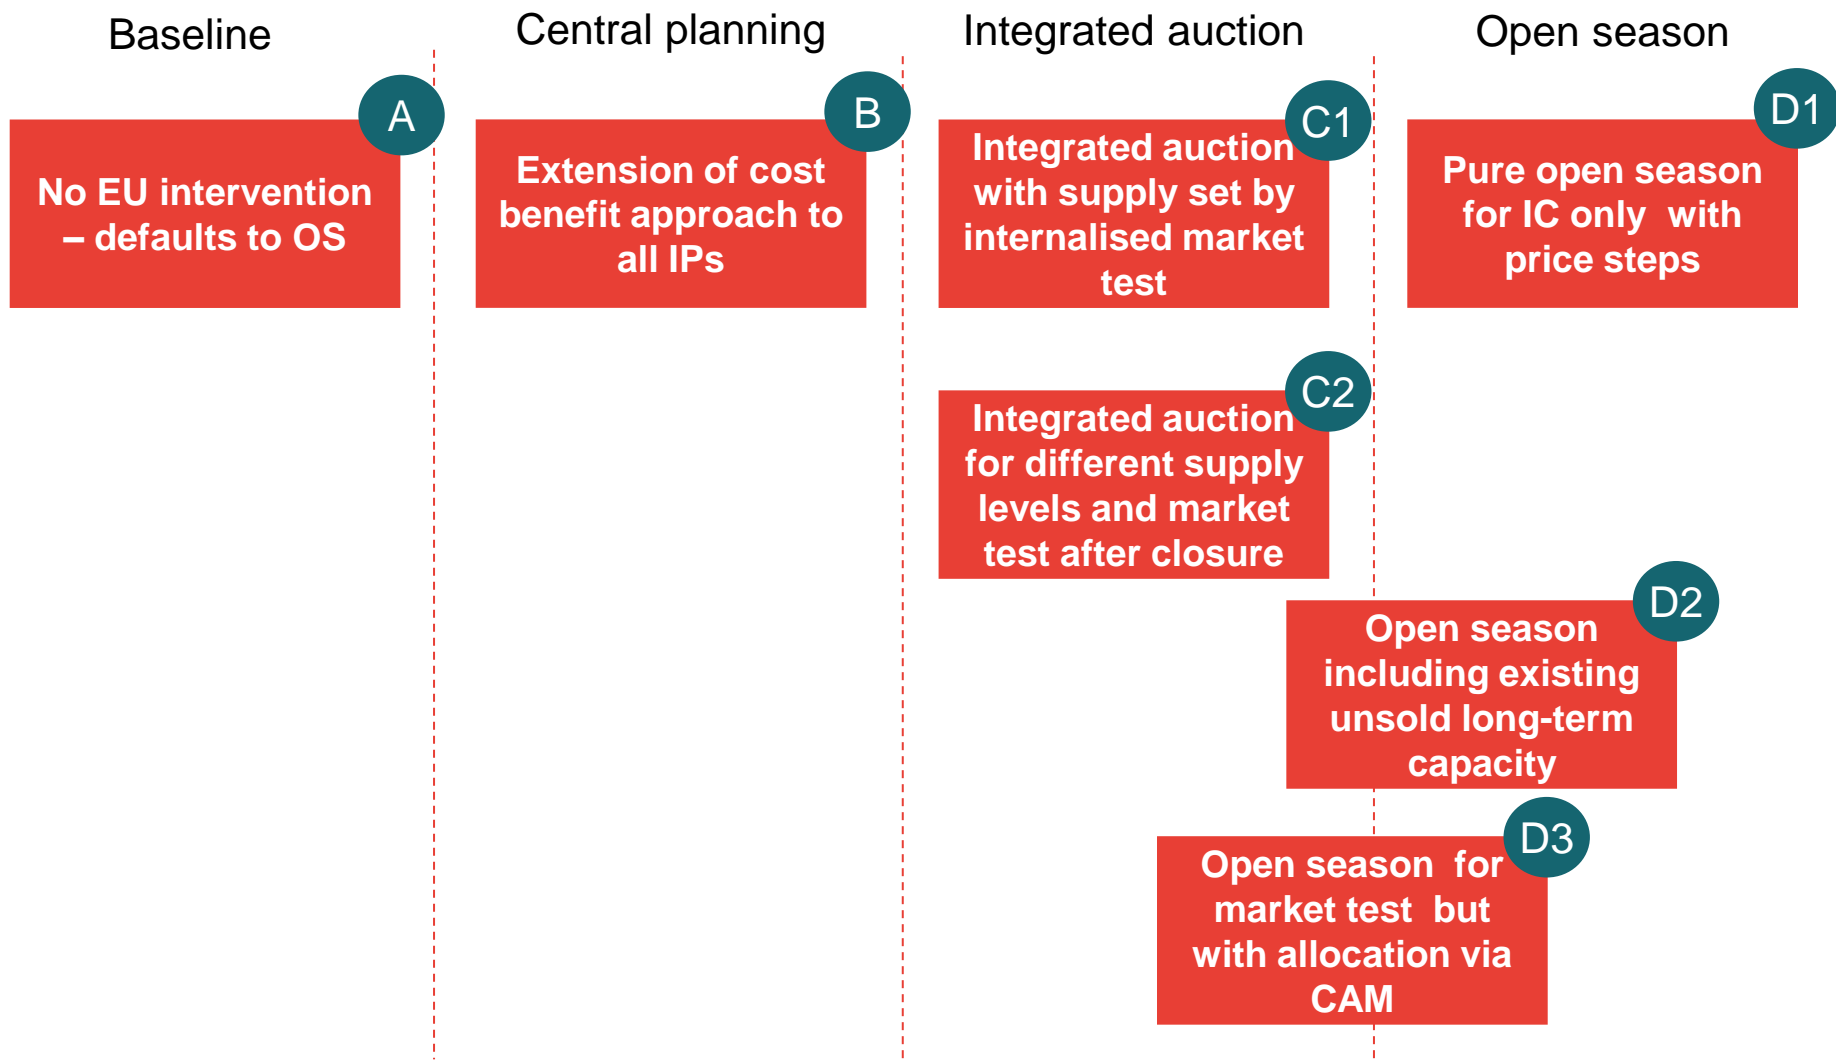 Baseline
Central planning
Integrated auction
Open season
A
No EU intervention
– defaults to OS
B
Extension of cost
benefit approach to
all IPs
C1
Integrated auction
with supply set by
internalised market
test
D1
Pure open season
for IC only with
price steps
C2
Integrated auction
for different supply
levels and market
test after closure
D2
Open season
including existing
unsold long-term
capacity
D3
Open season for
market test but
with allocation via
CAM